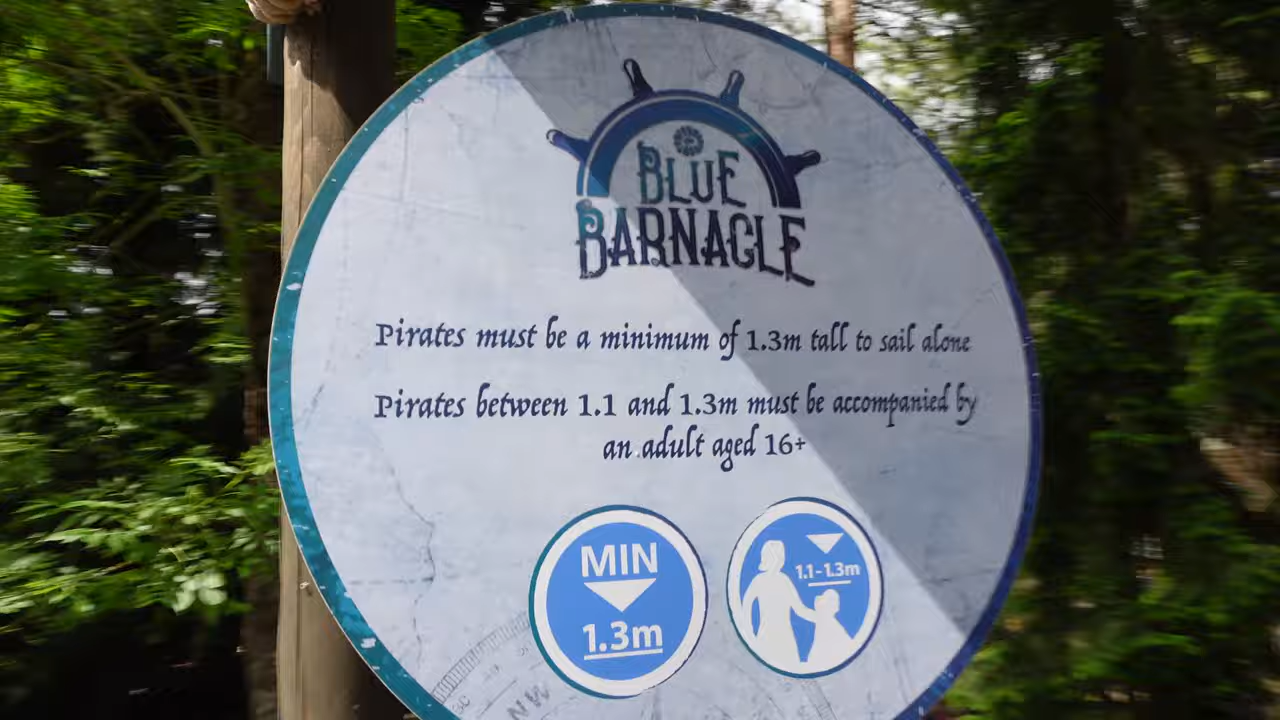 BLUE
BARNACLE
Pirates must be a minimum of 1.3m tall to sail alone
Pirates between 1.1 and 1.3m must be accompanied by
an adult aged 16+
MIN
1.3m
1.1-1.3m
NW